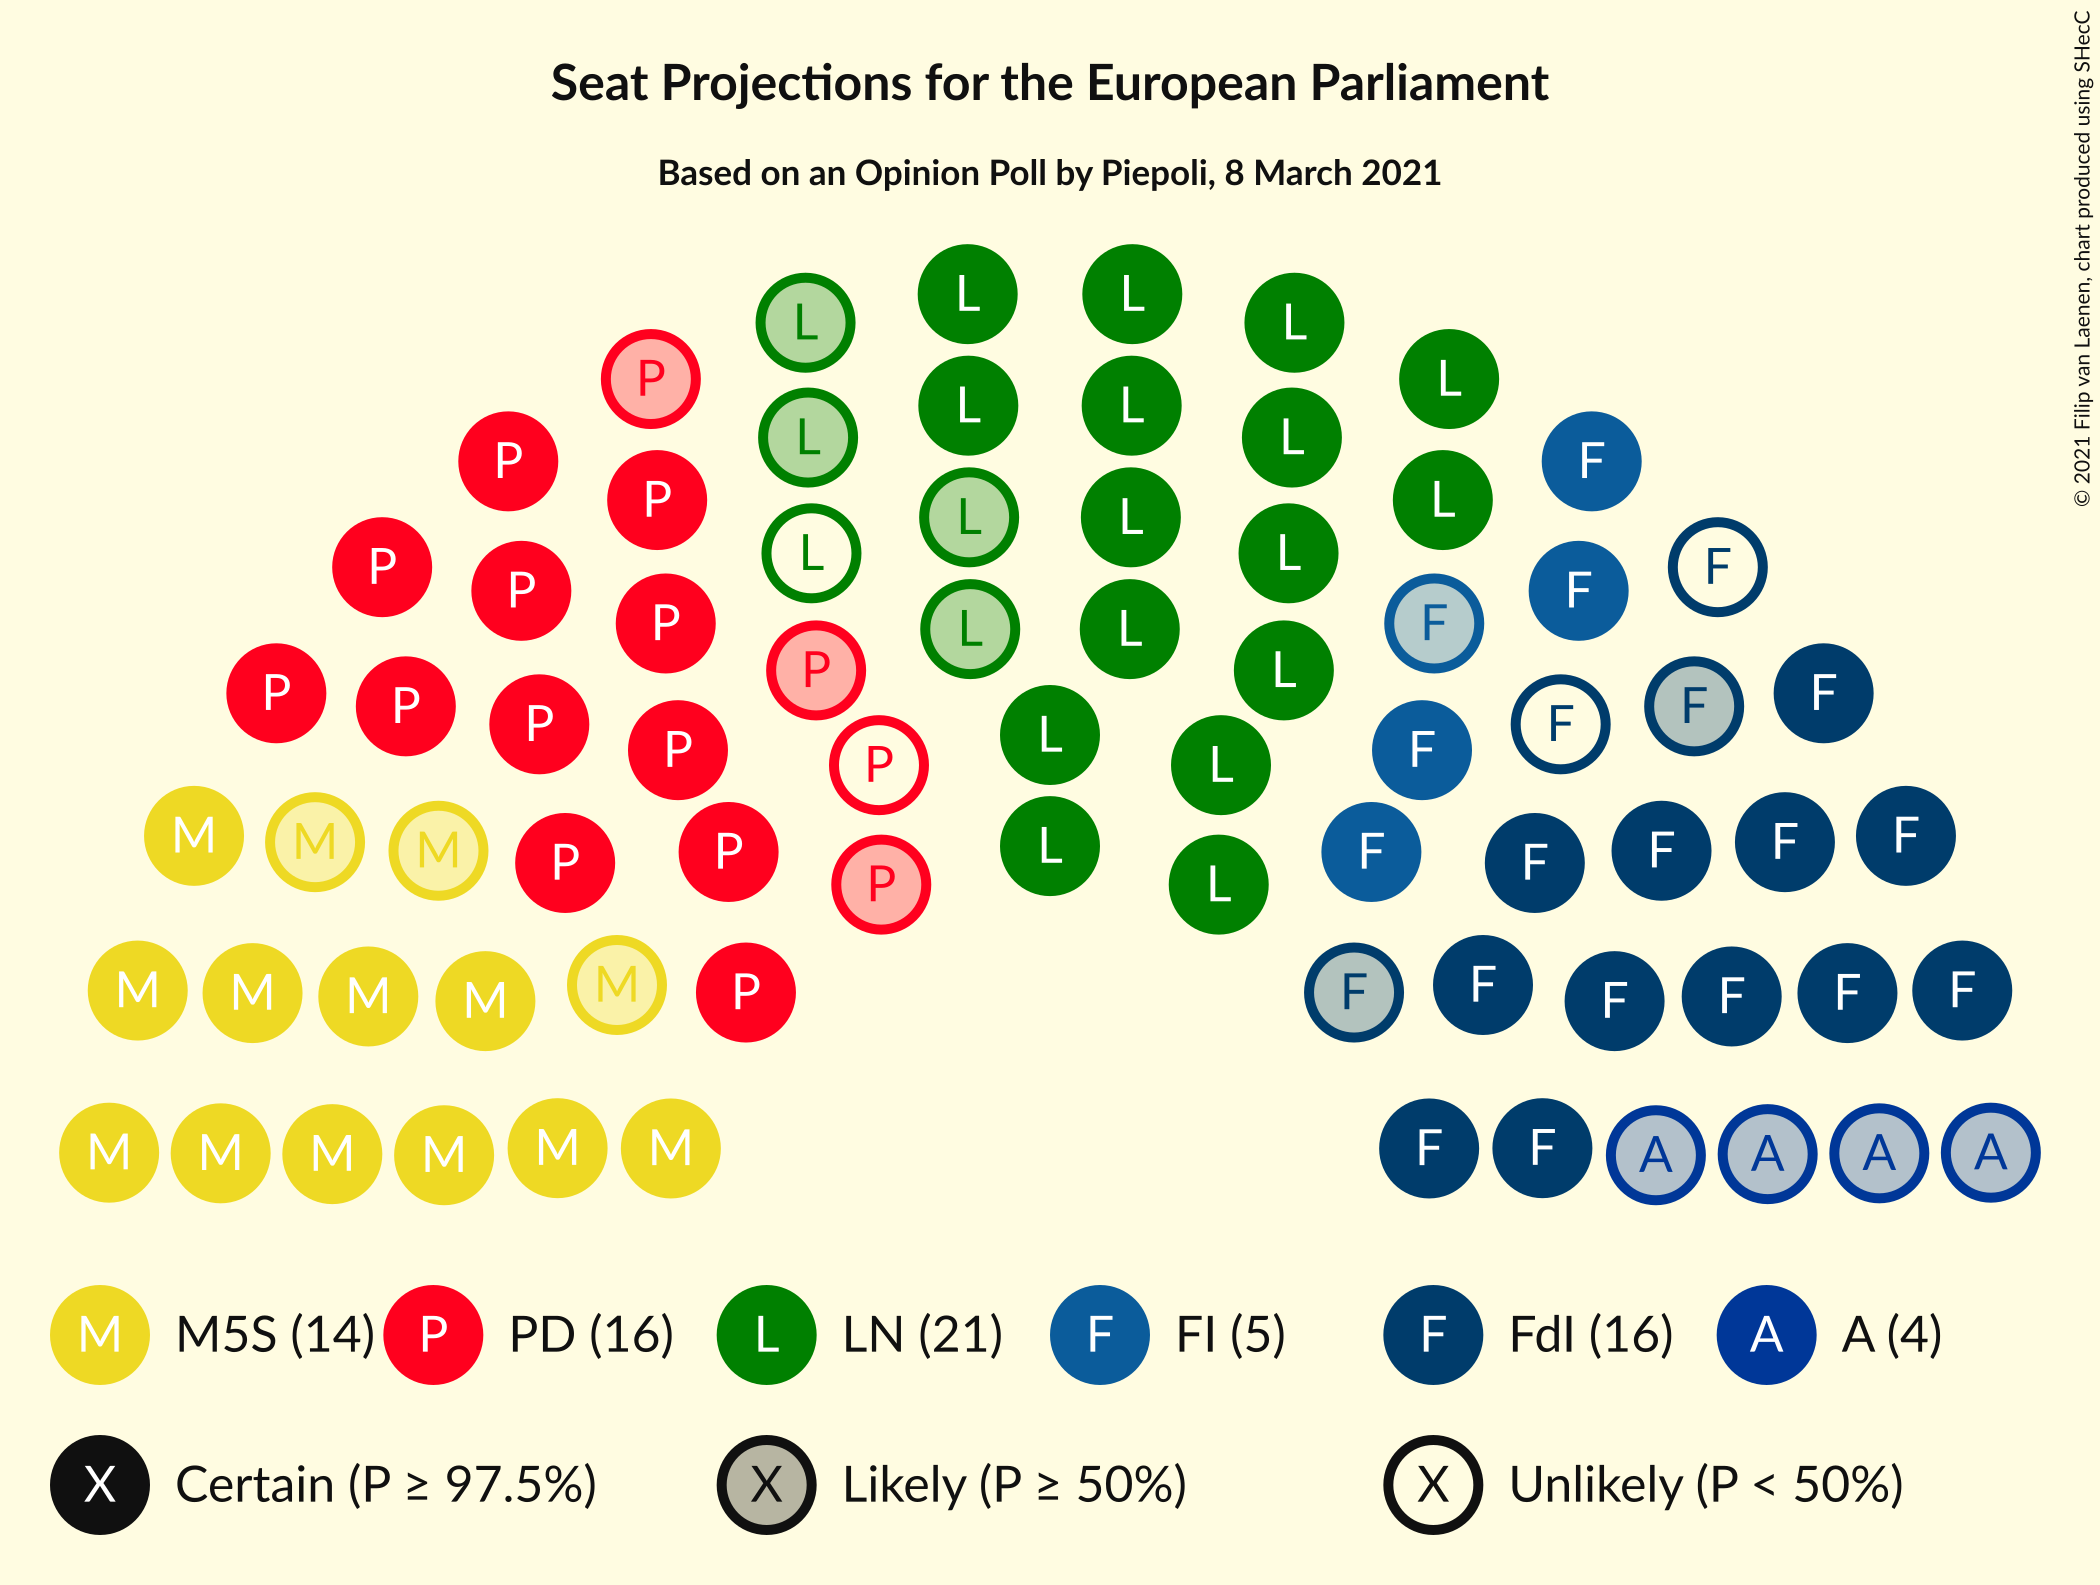 Seat Projections for the European Parliament
Based on an Opinion Poll by Piepoli, 8 March 2021
© 2021 Filip van Laenen, chart produced using SHecC
L L
L L
P L
L L
L L
P F
L L
P L
L L
L F
P F
P F
P L
P L F
P P
P P
P P F F F
L
P L F
M M M P P
L
P L F F F F F
M M M M M P F F F F F F
M M M M M M F F A A A A
M M5S (14) P PD (16) L LN (21) F FI (5) F FdI (16) A A (4)
X Certain (P ≥ 97.5%) X Likely (P ≥ 50%) X Unlikely (P < 50%)